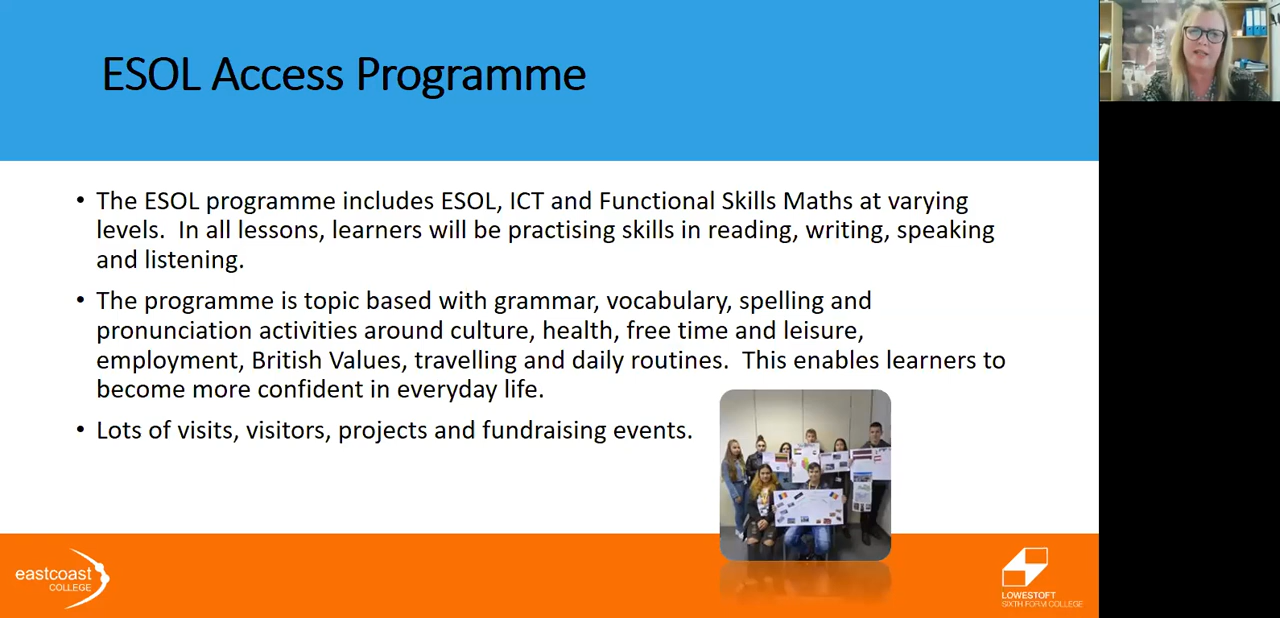 ESOL Access Programme
• The ESOL programme includes ESOL, ICT and Functional Skills Maths at varying
levels.  In all lessons, learners will be practising skills in reading, writing, speaking
and listening.
• The programme is topic based with grammar, vocabulary, spelling and
pronunciation activities around culture, health, free time and leisure,
employment, British Values, travelling and daily routines.  This enables learners to
become more confident in everyday life.
• Lots of visits, visitors, projects and fundraising events.
eastcoast
COLLEGE
LOWESTOFT
SIXTH FORM COLLEGE